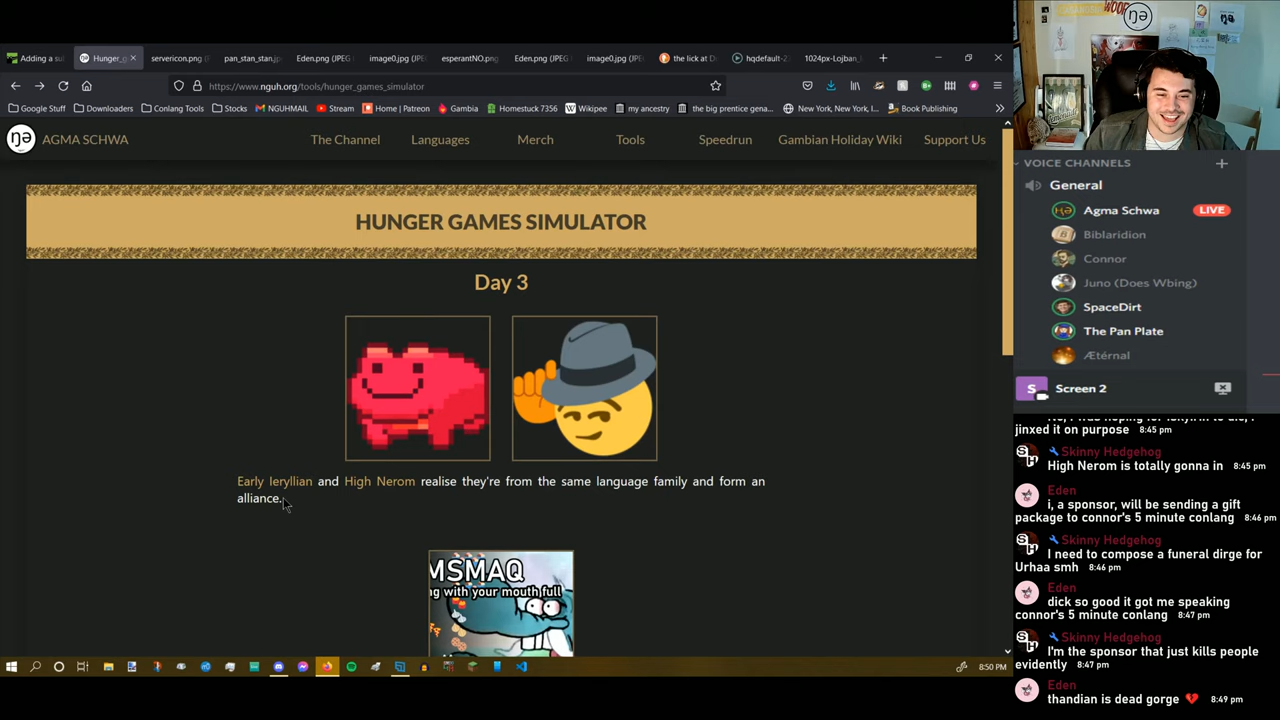 Adding a su
Hunger_g
servericon.png (
pan_stan_stan.jp
Eden.png (JPEG
image0.jpg (JPEG
esperantNO.png
Eden.png (JPEG
image0.jpg (JPEG
the lick at D
hqdefault-2
1024px-Lojban_
https://www.nguh.org/tools/hunger_games_simulator
Google Stuff
Downloaders
Conlang Tools
Stocks
NGUHMAIL
Stream
Home | Patreon
Gambia
Homestuck 7356
Wikipee
my ancestry
the big prertice gena...
New York, New Yor...
Book Publishing
ŋə
AGMA SCHWA
The Channel
Languages
Merch
Tools
Speedrun
Gambian Holiday Wiki
Support Us
HUNGER GAMES SIMULATOR
Day 3
Early Ieryllian and High Nerom realise they're from the same language family and form an
alliance.
MSMAQ
g with your mouth full
8:50 PM
ŋə
VOICE CHANNELS
General
Agma Schwa
LIVE
Biblaridion
Connor
Juno (Does Wbing)
SpaceDirt
The Pan Plate
Ætérnal
S
Screen 2
jinxed it on purpose 8:45 pm
Skinny Hedgehog
High Nerom is totally gonna in 8:45 pm
Eden
i, a sponsor, will be sending a gift
package to connor's 5 minute conlang 8:46 pm
Skinny Hedgehog
I need to compose a funeral dirge for
Urhaa smh 8:46 pm
Eden
dick so good it got me speaking
connor's 5 minute conlang 8:47 pm
Skinny Hedgehog
I'm the sponsor that just kills people
evidently 8:47 pm
Eden
thandian is dead gorge 8:49 pm